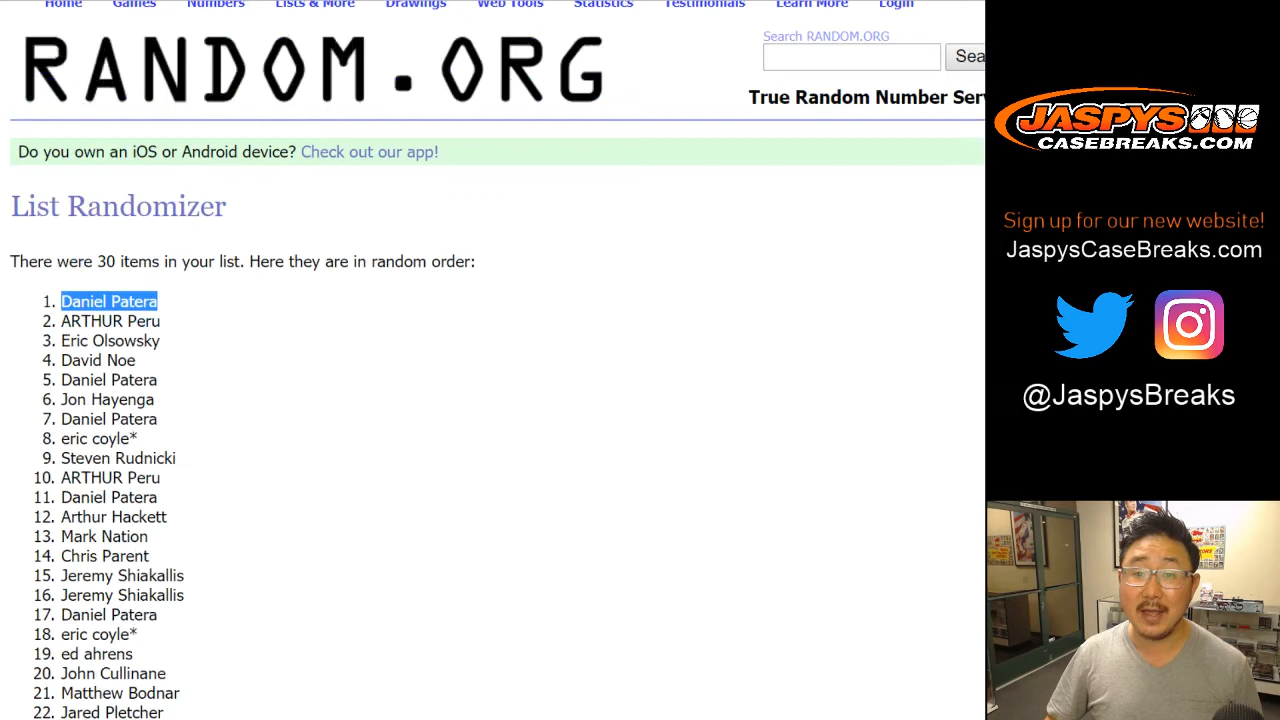 Home Games Numbers Lists & More Drawings Web Tools Statistics Testimonials Learn More Login
RANDOM.ORG
Search RANDOM.ORG
Sea
True Random Number Serv
Do you own an iOS or Android device? Check out our app!
List Randomizer
There were 30 items in your list. Here they are in random order:
1. Daniel Patera
2. ARTHUR Peru
3. Eric Olsowsky
4. David Noe
5. Daniel Patera
6. Jon Hayenga
7. Daniel Patera
8. eric coyle*
9. Steven Rudnicki
10. ARTHUR Peru
11. Daniel Patera
12. Arthur Hackett
13. Mark Nation
14. Chris Parent
15. Jeremy Shiakallis
16. Jeremy Shiakallis
17. Daniel Patera
18. eric coyle*
19. ed ahrens
20. John Cullinane
21. Matthew Bodnar
22. Jared Pletcher
JASPYS
CASEBREAKS.COM
Sign up for our new website!
JaspysCaseBreaks.com
@JaspysBreaks